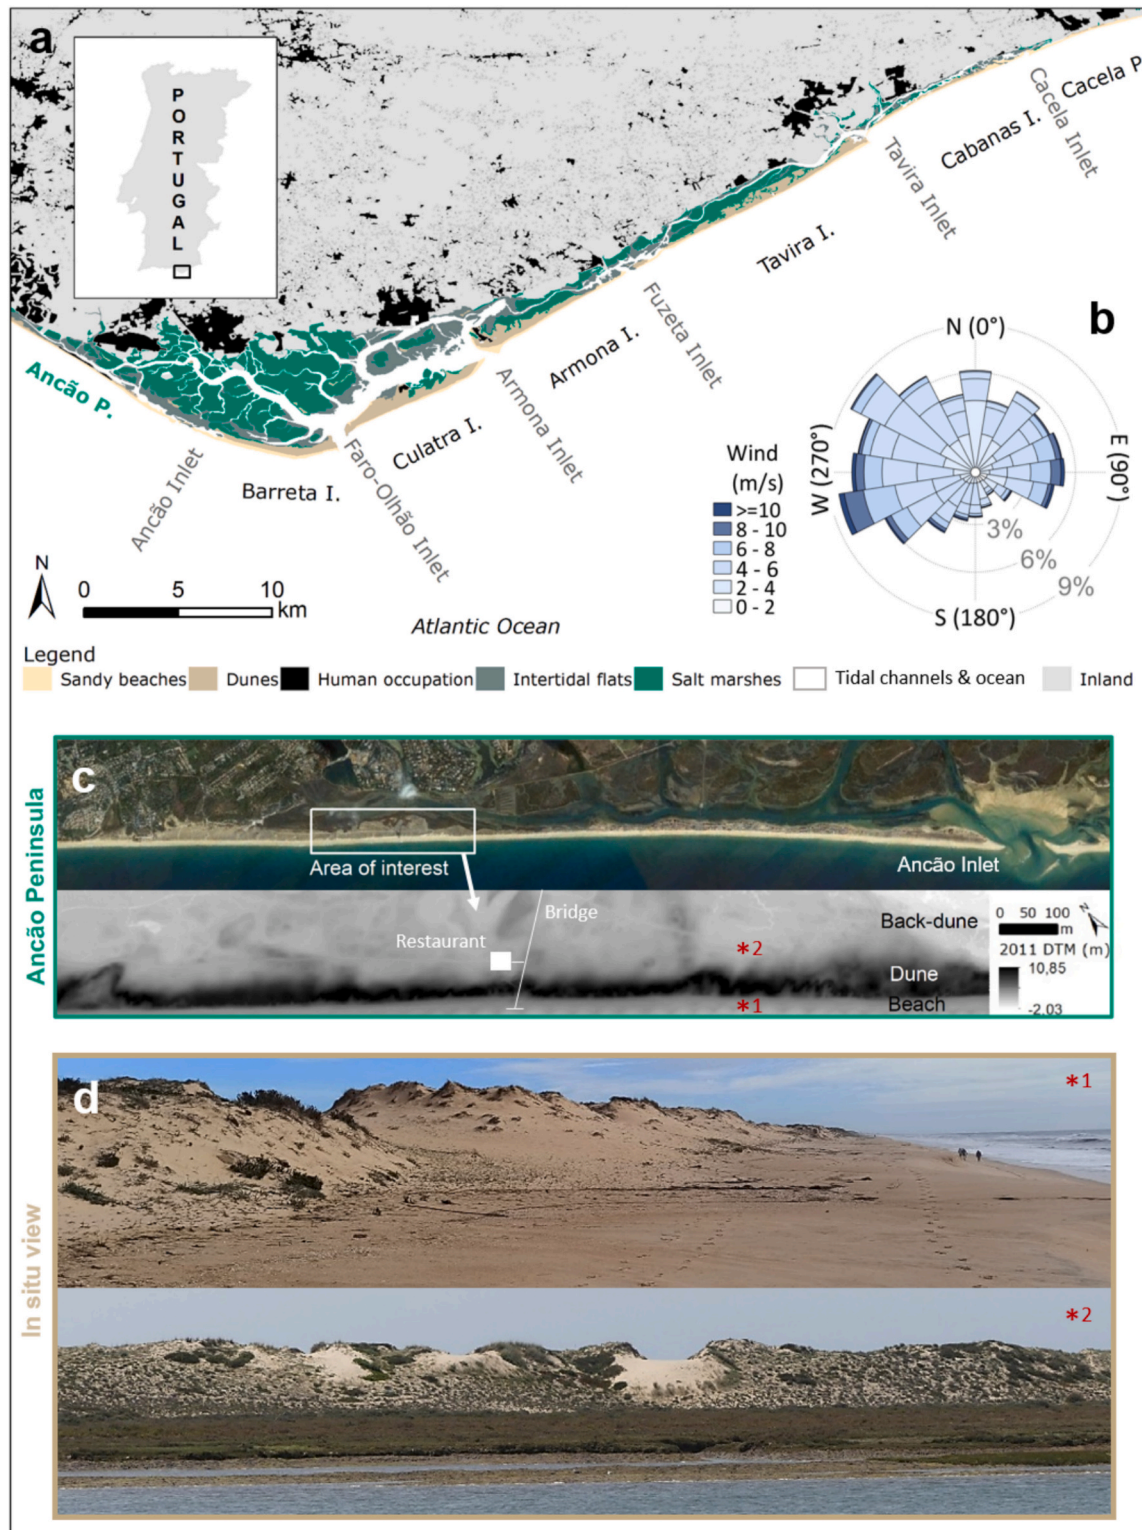 a
PORTUGAL
Ancão P.
Ancão Inlet
Barreta I.
Faro-Olhão Inlet
Culatra I.
Armona Inlet
Armona I.
Fuzeta Inlet
Tavira I.
Tavira Inlet
Cabanas I.
Cacela Inlet
Cacela P
N
0 5 10
km
Atlantic Ocean
b
N (0°)
E (90°)
S (180°)
W (270°)
3%
6%
9%
Wind
(m/s)
>=10
8 - 10
6 - 8
4 - 6
2 - 4
0 - 2
Legend
Sandy beaches Dunes Human occupation Intertidal flats Salt marshes Tidal channels & ocean Inland
Ancão Peninsula
c
Area of interest
Ancão Inlet
Bridge
Restaurant
*2
*1
Back-dune
Dune
Beach
0 50 100
m
N
2011 DTM (m)
10,85
-2,03
In situ view
d
*1
*2